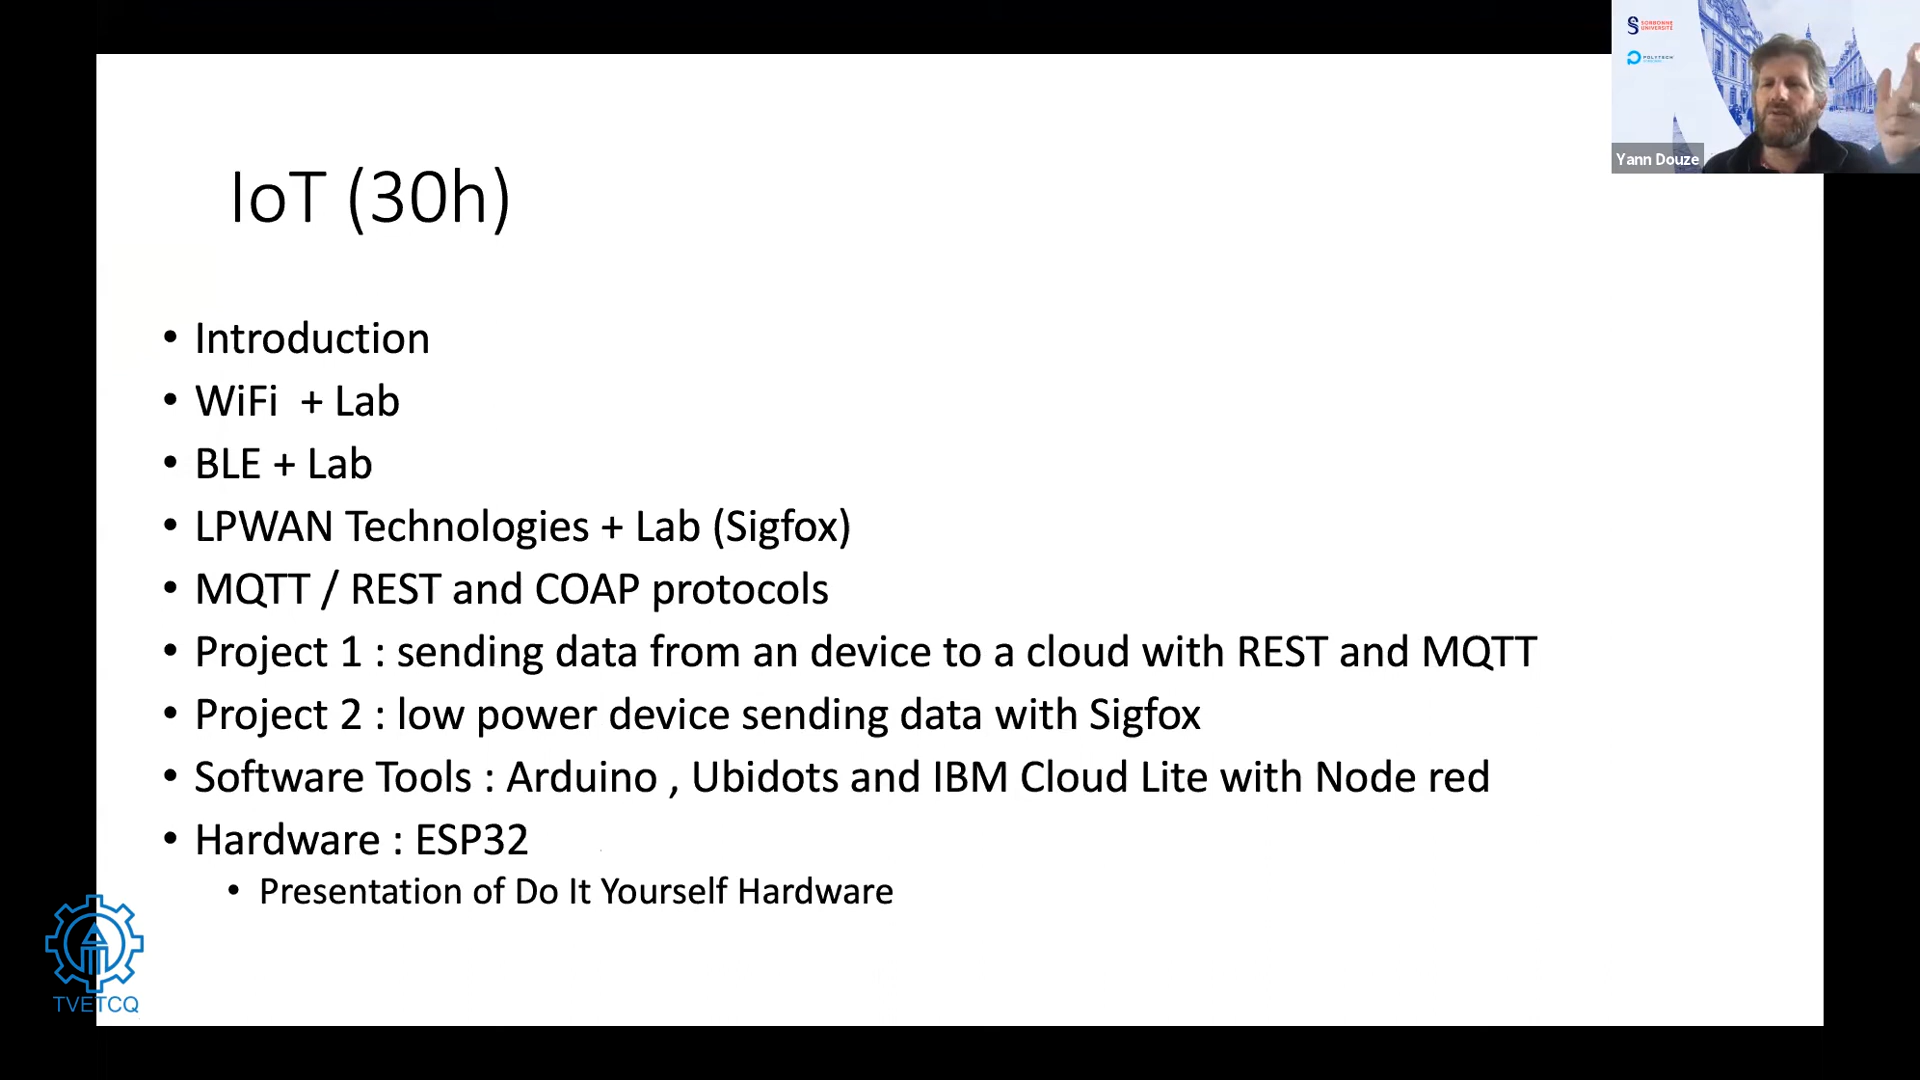 SORBONNE
UNIVERSITÉ
POLYTECH
Yann Douze
IoT (30h)
• Introduction
• WiFi + Lab
• BLE + Lab
• LPWAN Technologies + Lab (Sigfox)
• MQTT / REST and COAP protocols
• Project 1 : sending data from an device to a cloud with REST and MQTT
• Project 2 : low power device sending data with Sigfox
• Software Tools : Arduino , Ubidots and IBM Cloud Lite with Node red
• Hardware : ESP32
• Presentation of Do It Yourself Hardware
TVETCQ